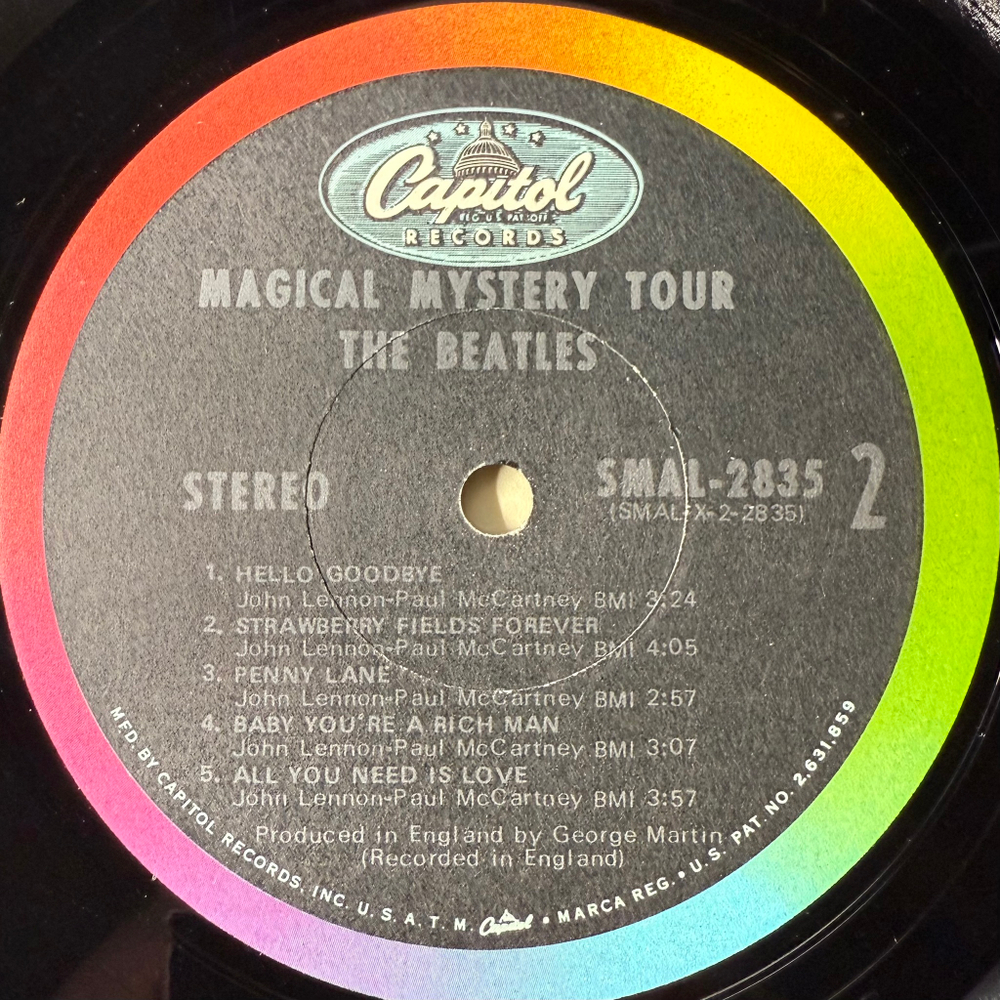 Capitol
REG. U.S. PAT. OFF.
RECORDS
MAGICAL MYSTERY TOUR
THE BEATLES
STEREO
SMAL-2835
(SMAL-X-2-2835)
2
1. HELLO GOODBYE
John Lennon-Paul McCartney BMI 3:24
2. STRAWBERRY FIELDS FOREVER
John Lennon-Paul McCartney BMI 4:05
3. PENNY LANE
John Lennon-Paul McCartney BMI 2:57
4. BABY YOU'RE A RICH MAN
John Lennon-Paul McCartney BMI 3:07
5. ALL YOU NEED IS LOVE
John Lennon-Paul McCartney BMI 3:57
Produced in England by George Martin
(Recorded in England)
MFD. BY CAPITOL RECORDS, INC. U.S.A. T.M. Capitol • MARCA REG. • U.S. PAT. NO. 2,631,859